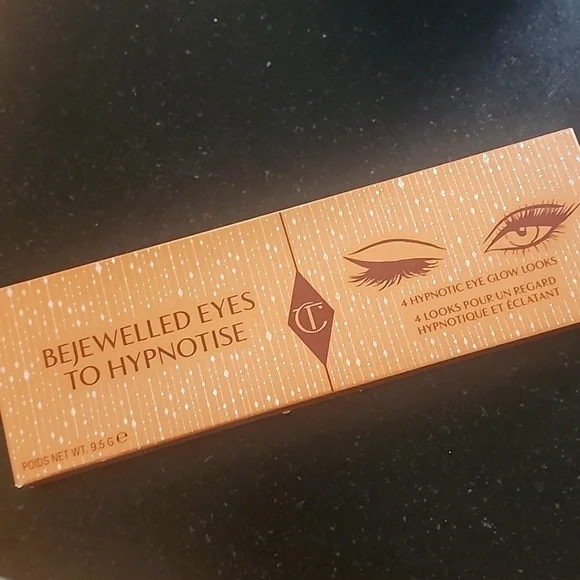 BEJEWELLED EYES
TO HYPNOTISE
POIDS NET WT. 9.5 G ℮
CT
4 HYPNOTIC EYE GLOW LOOKS
4 LOOKS POUR UN REGARD
HYPNOTIQUE ET ÉCLATANT